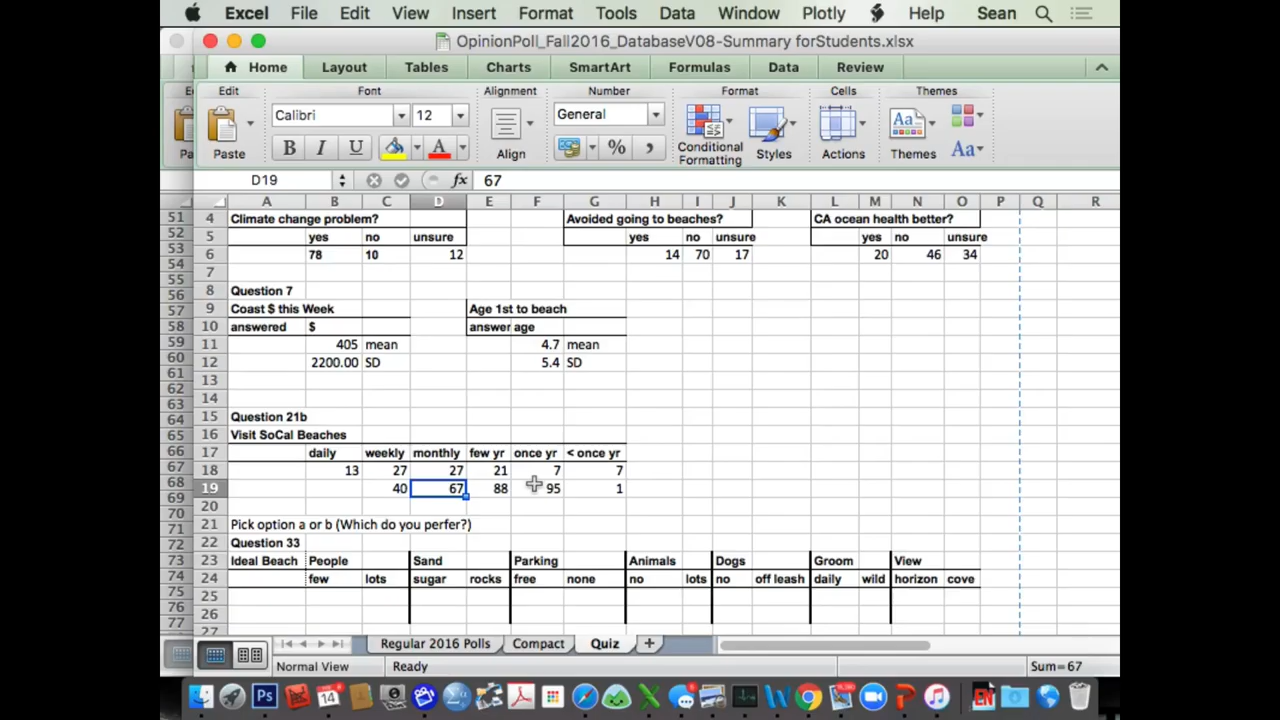 Excel File Edit View Insert Format Tools Data Window Plotly Help Sean
OpinionPoll_Fall2016_DatabaseV08-Summary forStudents.xlsx
Home Layout Tables Charts SmartArt Formulas Data Review
Edit Font Alignment Number Format Cells Themes
Calibri 12 General
Pa Paste B I U A Align % Conditional Formatting Styles Actions Themes Aa
D19 fx 67
A B C D E F G H I J K L M N O P Q R
51 4 Climate change problem? Avoided going to beaches? CA ocean health better?
52 5 yes no unsure yes no unsure yes no unsure
53 6 78 10 12 14 70 17 20 46 34
54 7
55
56 8 Question 7
57 9 Coast $ this Week Age 1st to beach
58 10 answered $ answer age
59 11 405 mean 4.7 mean
60 12 2200.00 SD 5.4 SD
61 13
62
63 14
64 15 Question 21b
65 16 Visit SoCal Beaches
66 17 daily weekly monthly few yr once yr < once yr
67 18 13 27 27 21 7 7
68 19 40 67 88 95 1
69 20
70
71 21 Pick option a or b (Which do you perfer?)
72 22 Question 33
73 23 Ideal Beach People Sand Parking Animals Dogs Groom View
74 24 few lots sugar rocks free none no lots no off leash daily wild horizon cove
75 25
76 26
77 27
Regular 2016 Polls Compact Quiz +
Normal View Ready Sum=67